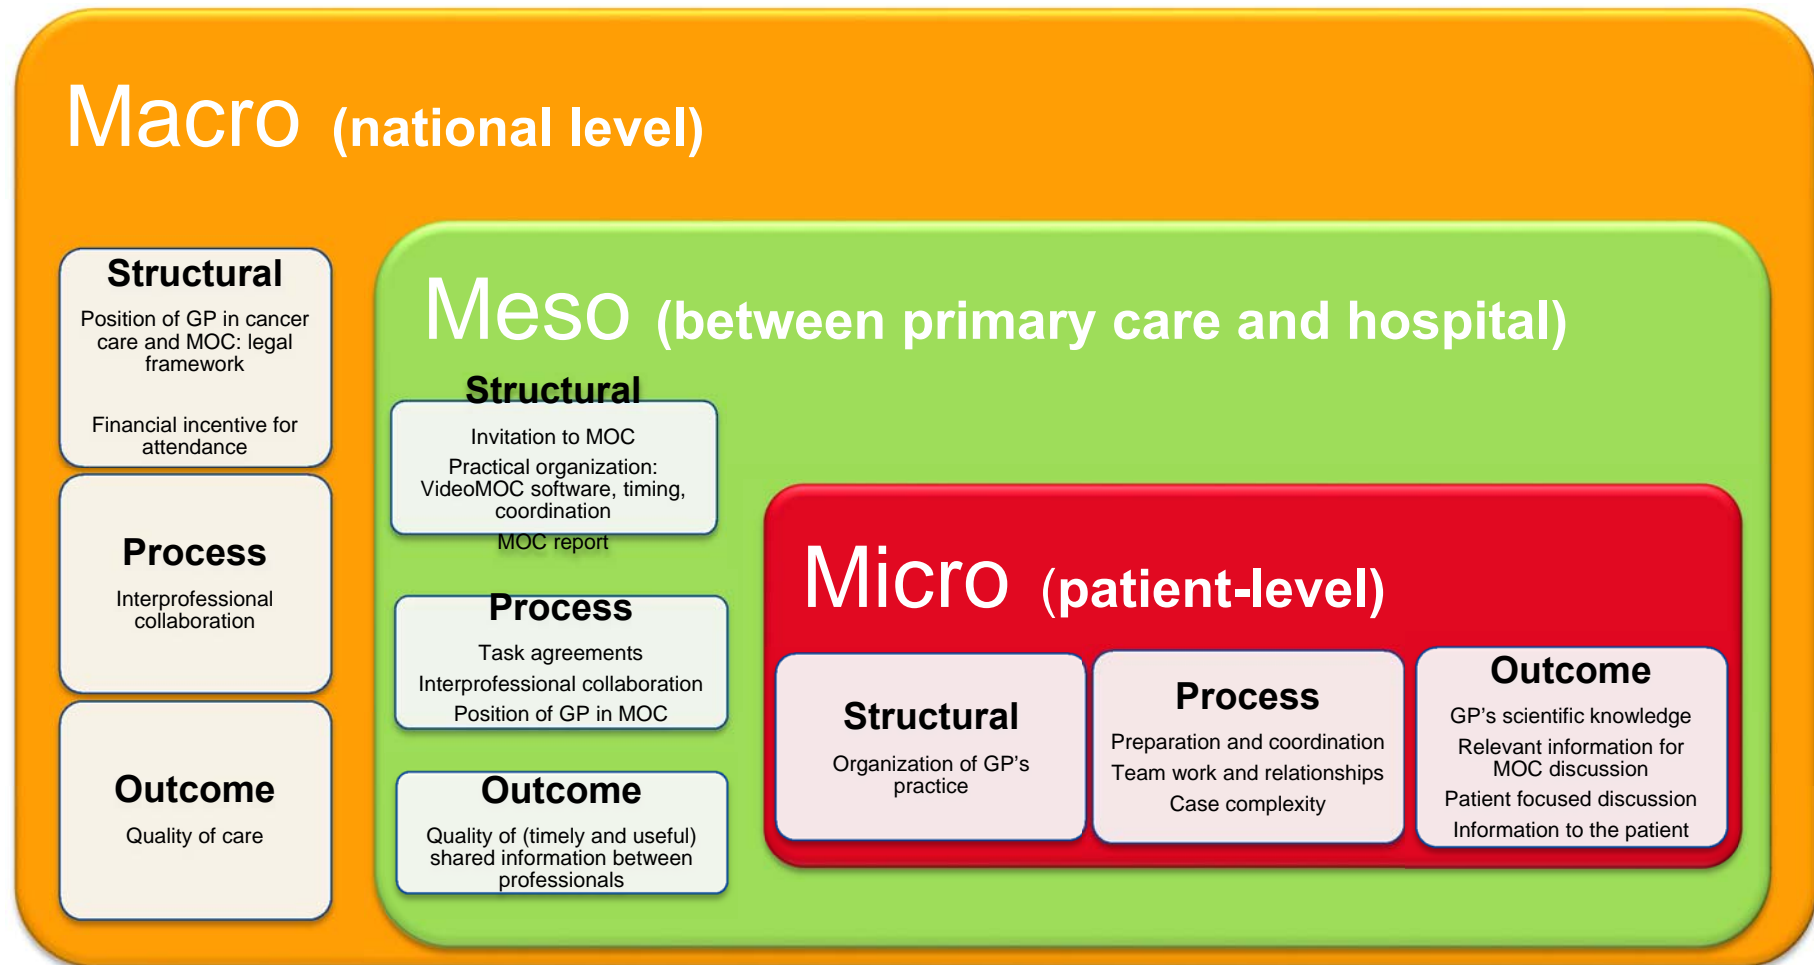 Macro (national level)
Structural
Position of GP in cancer
care and MOC: legal
framework
Financial incentive for
attendance
Process
Interprofessional
collaboration
Outcome
Quality of care
Meso (between primary care and hospital)
Structural
Invitation to MOC
Practical organization:
VideoMOC software, timing,
coordination
MOC report
Process
Task agreements
Interprofessional collaboration
Position of GP in MOC
Outcome
Quality of (timely and useful)
shared information between
professionals
Micro (patient-level)
Structural
Organization of GP's
practice
Process
Preparation and coordination
Team work and relationships
Case complexity
Outcome
GP's scientific knowledge
Relevant information for
MOC discussion
Patient focused discussion
Information to the patient